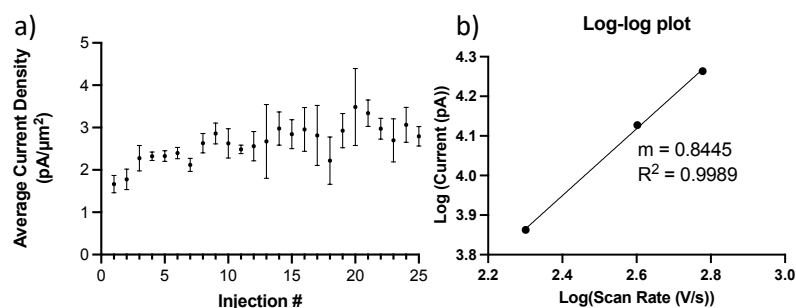 a)
Average Current Density
(pA/µm²)
5
4
3
2
1
0
0 5 10 15 20 25
Injection #
b)
Log-log plot
Log (Current (pA))
4.3
4.2
4.1
4.0
3.9
3.8
m = 0.8445
R² = 0.9989
2.2 2.4 2.6 2.8 3.0
Log(Scan Rate (V/s))